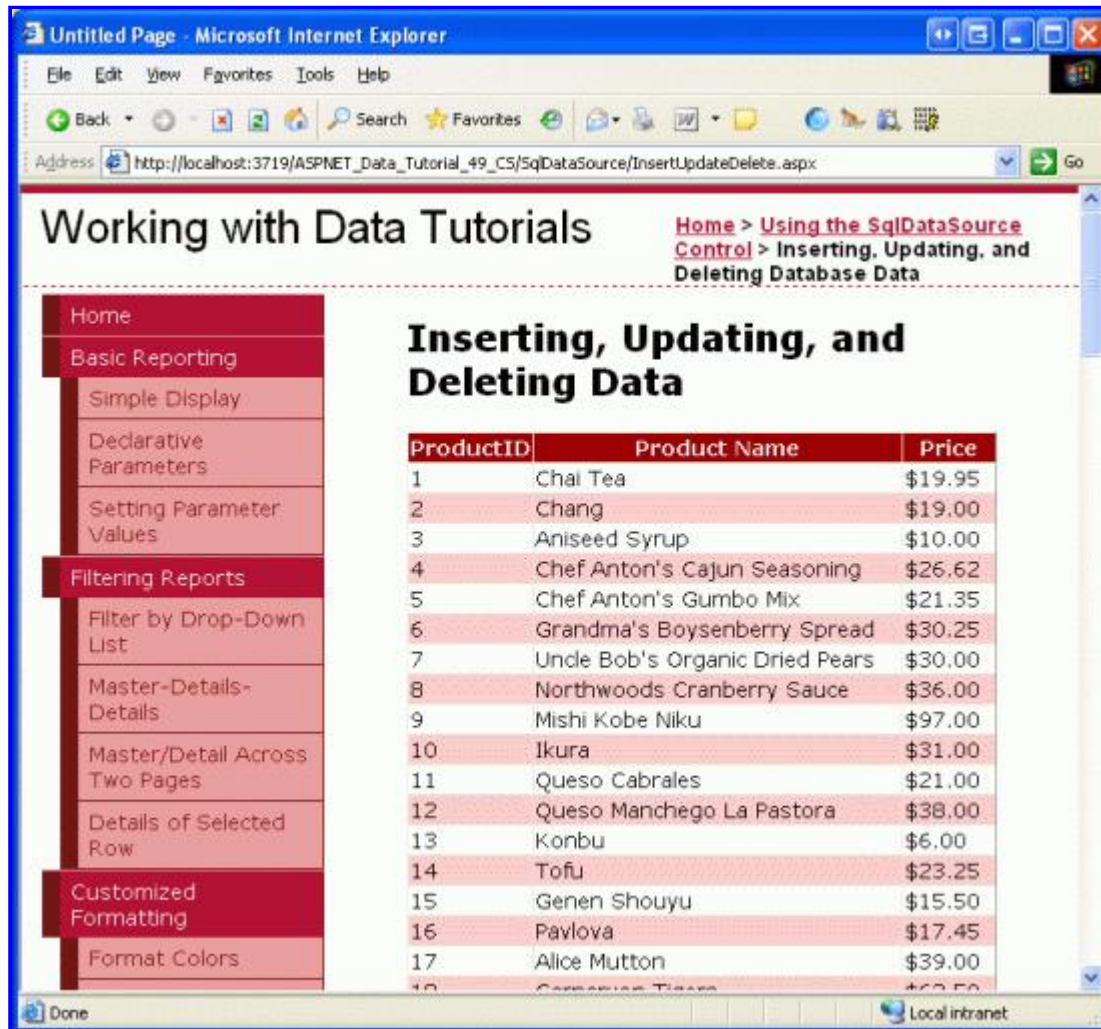 Untitled Page - Microsoft Internet Explorer
File Edit View Favorites Tools Help
Back Search Favorites
Address http://localhost:3719/ASPNET_Data_Tutorial_49_CS/SqlDataSource/InsertUpdateDelete.aspx Go
Working with Data Tutorials
Home > Using the SqlDataSource
Control > Inserting, Updating, and
Deleting Database Data
Home
Basic Reporting
Simple Display
Declarative
Parameters
Setting Parameter
Values
Filtering Reports
Filter by Drop-Down
List
Master-Details-
Details
Master/Detail Across
Two Pages
Details of Selected
Row
Customized
Formatting
Format Colors
Inserting, Updating, and
Deleting Data
ProductID Product Name Price
1 Chai Tea $19.95
2 Chang $19.00
3 Aniseed Syrup $10.00
4 Chef Anton's Cajun Seasoning $26.62
5 Chef Anton's Gumbo Mix $21.35
6 Grandma's Boysenberry Spread $30.25
7 Uncle Bob's Organic Dried Pears $30.00
8 Northwoods Cranberry Sauce $36.00
9 Mishi Kobe Niku $97.00
10 Ikura $31.00
11 Queso Cabrales $21.00
12 Queso Manchego La Pastora $38.00
13 Konbu $6.00
14 Tofu $23.25
15 Genen Shouyu $15.50
16 Pavlova $17.45
17 Alice Mutton $39.00
Done Local intranet